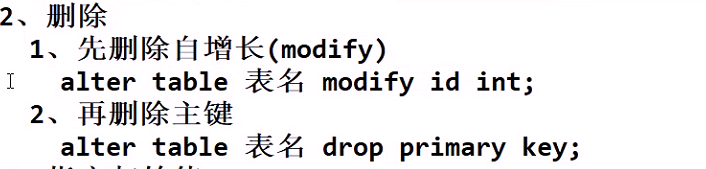 2、删除
1、先删除自增长(modify)
alter table 表名 modify id int;
2、再删除主键
alter table 表名 drop primary key;